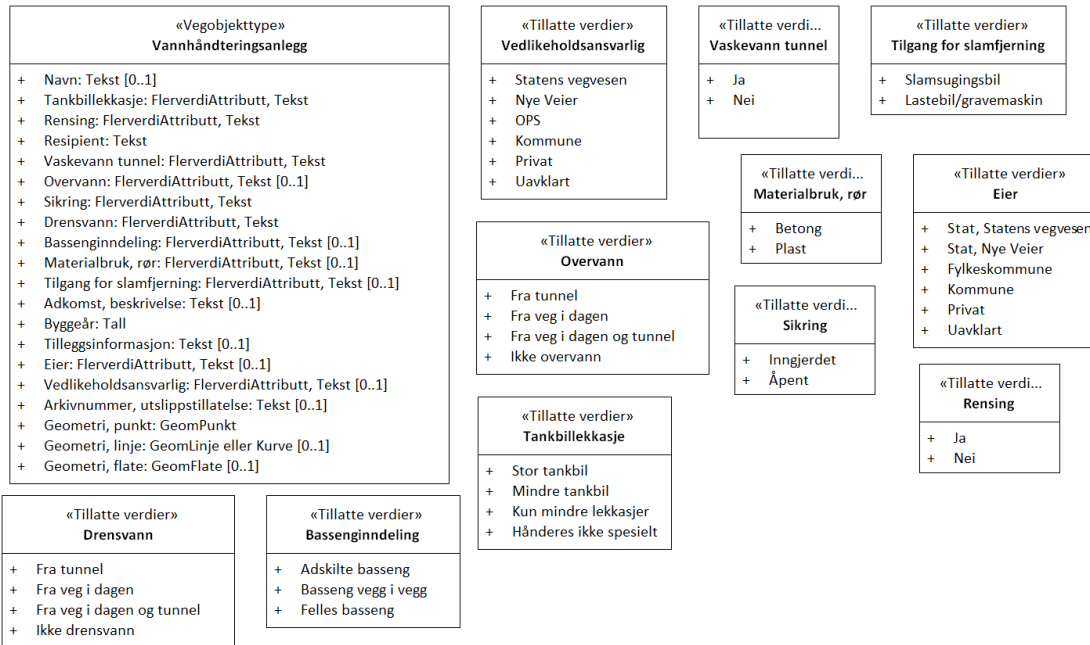 «Vegobjekttype»
Vannhåndteringsanlegg
+ Navn: Tekst [0..1]
+ Tankbillekkasje: FlerverdiAttributt, Tekst
+ Rensing: FlerverdiAttributt, Tekst
+ Resipient: Tekst
+ Vaskevann tunnel: FlerverdiAttributt, Tekst
+ Overvann: FlerverdiAttributt, Tekst [0..1]
+ Sikring: FlerverdiAttributt, Tekst
+ Drensvann: FlerverdiAttributt, Tekst
+ Bassenginndeling: FlerverdiAttributt, Tekst [0..1]
+ Materialbruk, rør: FlerverdiAttributt, Tekst [0..1]
+ Tilgang for slamfjerning: FlerverdiAttributt, Tekst [0..1]
+ Adkomst, beskrivelse: Tekst [0..1]
+ Byggeår: Tall
+ Tilleggsinformasjon: Tekst [0..1]
+ Eier: FlerverdiAttributt, Tekst [0..1]
+ Vedlikeholdsansvarlig: FlerverdiAttributt, Tekst [0..1]
+ Arkivnummer, utslippstillatelse: Tekst [0..1]
+ Geometri, punkt: GeomPunkt
+ Geometri, linje: GeomLinje eller Kurve [0..1]
+ Geometri, flate: GeomFlate [0..1]
«Tillatte verdier»
Vedlikeholdsansvarlig
+ Statens vegvesen
+ Nye Veier
+ OPS
+ Kommune
+ Privat
+ Uavklart
«Tillatte verdi...
Vaskevann tunnel
+ Ja
+ Nei
«Tillatte verdier»
Tilgang for slamfjerning
+ Slamsugingsbil
+ Lastebil/gravemaskin
«Tillatte verdi...
Materialbruk, rør
+ Betong
+ Plast
«Tillatte verdier»
Eier
+ Stat, Statens vegvesen
+ Stat, Nye Veier
+ Fylkeskommune
+ Kommune
+ Privat
+ Uavklart
«Tillatte verdier»
Overvann
+ Fra tunnel
+ Fra veg i dagen
+ Fra veg i dagen og tunnel
+ Ikke overvann
«Tillatte verdi...
Sikring
+ Inngjerdet
+ Åpent
«Tillatte verdi...
Rensing
+ Ja
+ Nei
«Tillatte verdier»
Tankbillekkasje
+ Stor tankbil
+ Mindre tankbil
+ Kun mindre lekkasjer
+ Hånderes ikke spesielt
«Tillatte verdier»
Drensvann
+ Fra tunnel
+ Fra veg i dagen
+ Fra veg i dagen og tunnel
+ Ikke drensvann
«Tillatte verdier»
Bassenginndeling
+ Adskilte basseng
+ Basseng vegg i vegg
+ Felles basseng